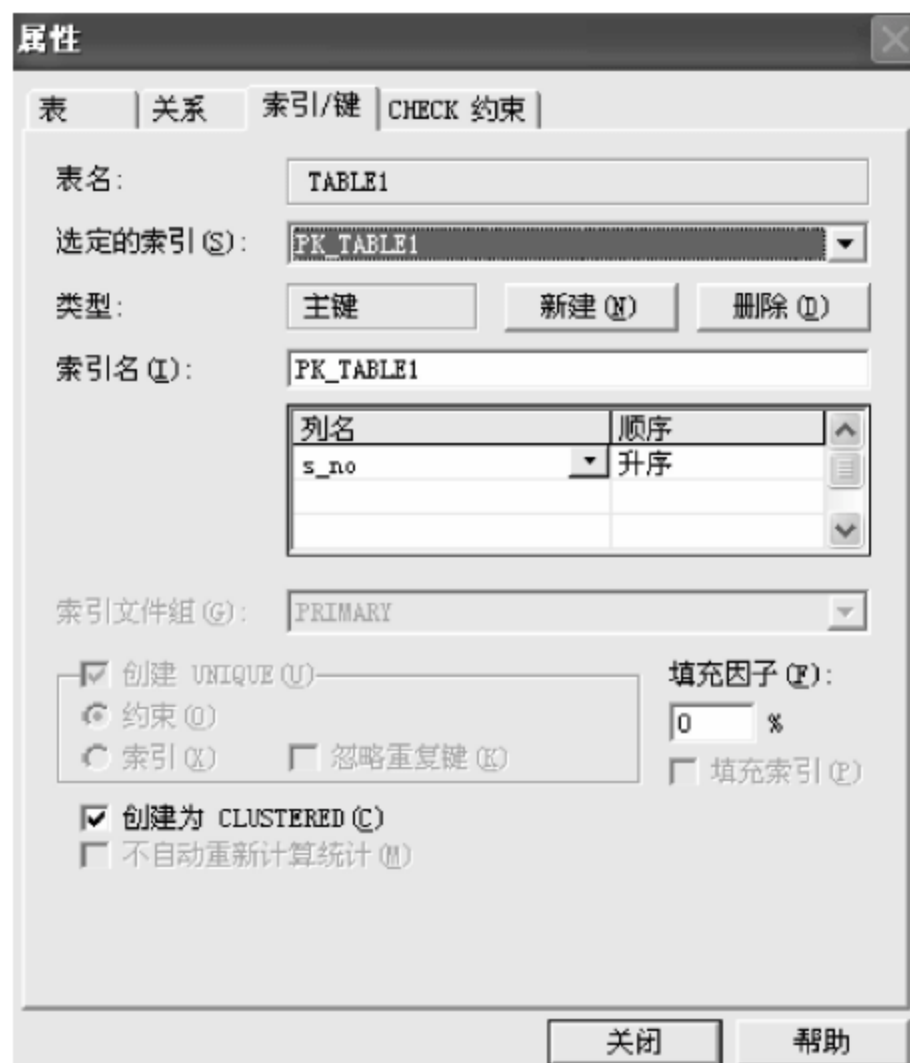 属性
表 关系 索引/键 CHECK 约束
表名: TABLE1
选定的索引(S): PK_TABLE1
类型: 主键 新建(N) 删除(D)
索引名(I): PK_TABLE1
列名 顺序
s_no 升序
索引文件组(G): PRIMARY
创建 UNIQUE(U) 填充因子(F):
约束(O) 0 %
索引(X) 忽略重复键(K) 填充索引(P)
创建为 CLUSTERED(C)
不自动重新计算统计(M)
关闭 帮助